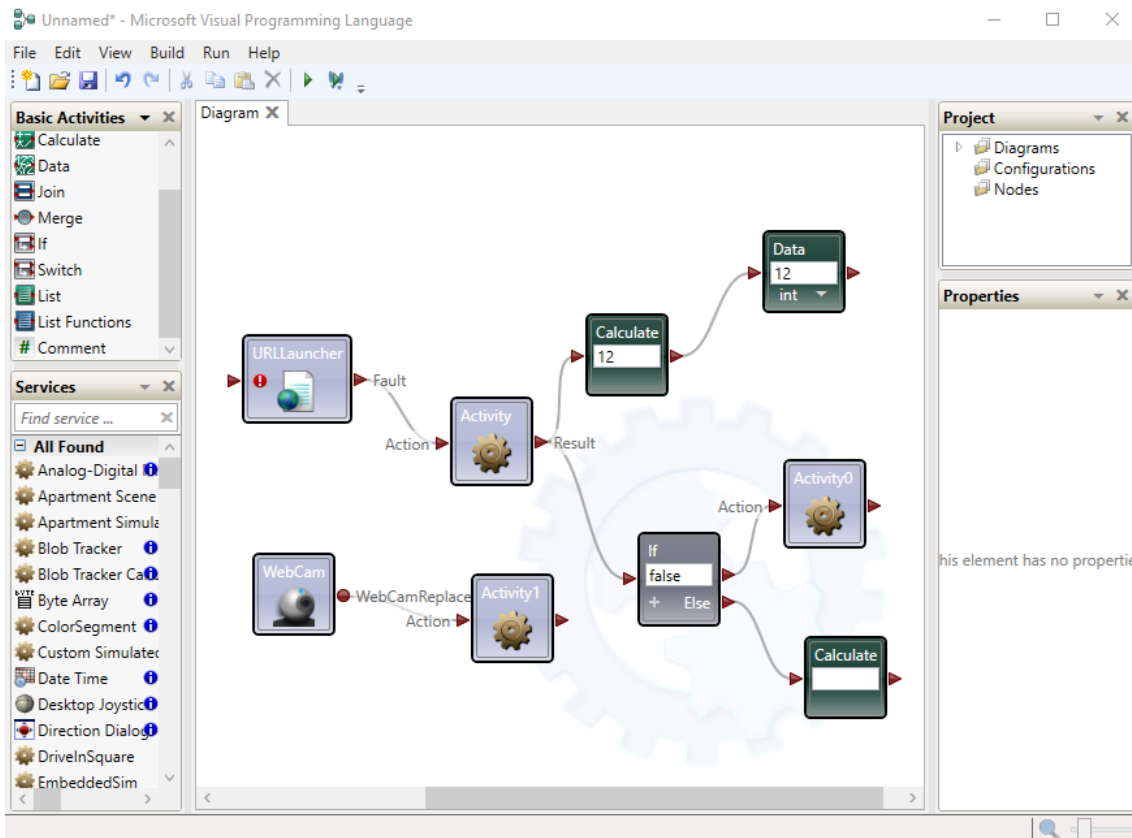 Unnamed* - Microsoft Visual Programming Language
File Edit View Build Run Help
Basic Activities
Calculate
Data
Join
Merge
If
Switch
List
List Functions
# Comment
Services
Find service ...
All Found
Analog-Digital
Apartment Scene
Apartment Simula
Blob Tracker
Blob Tracker Ca
BYTE
Byte Array
ColorSegment
Custom Simulated
Date Time
Desktop Joystic
Direction Dialog
DriveInSquare
EmbeddedSim
Diagram
URLLauncher
Fault
Action
Activity
Result
Calculate
12
Data
12
int
WebCam
WebCamReplace
Action
Activity1
If
false
+ Else
Action
Activity0
Calculate
Project
Diagrams
Configurations
Nodes
Properties
his element has no propertie